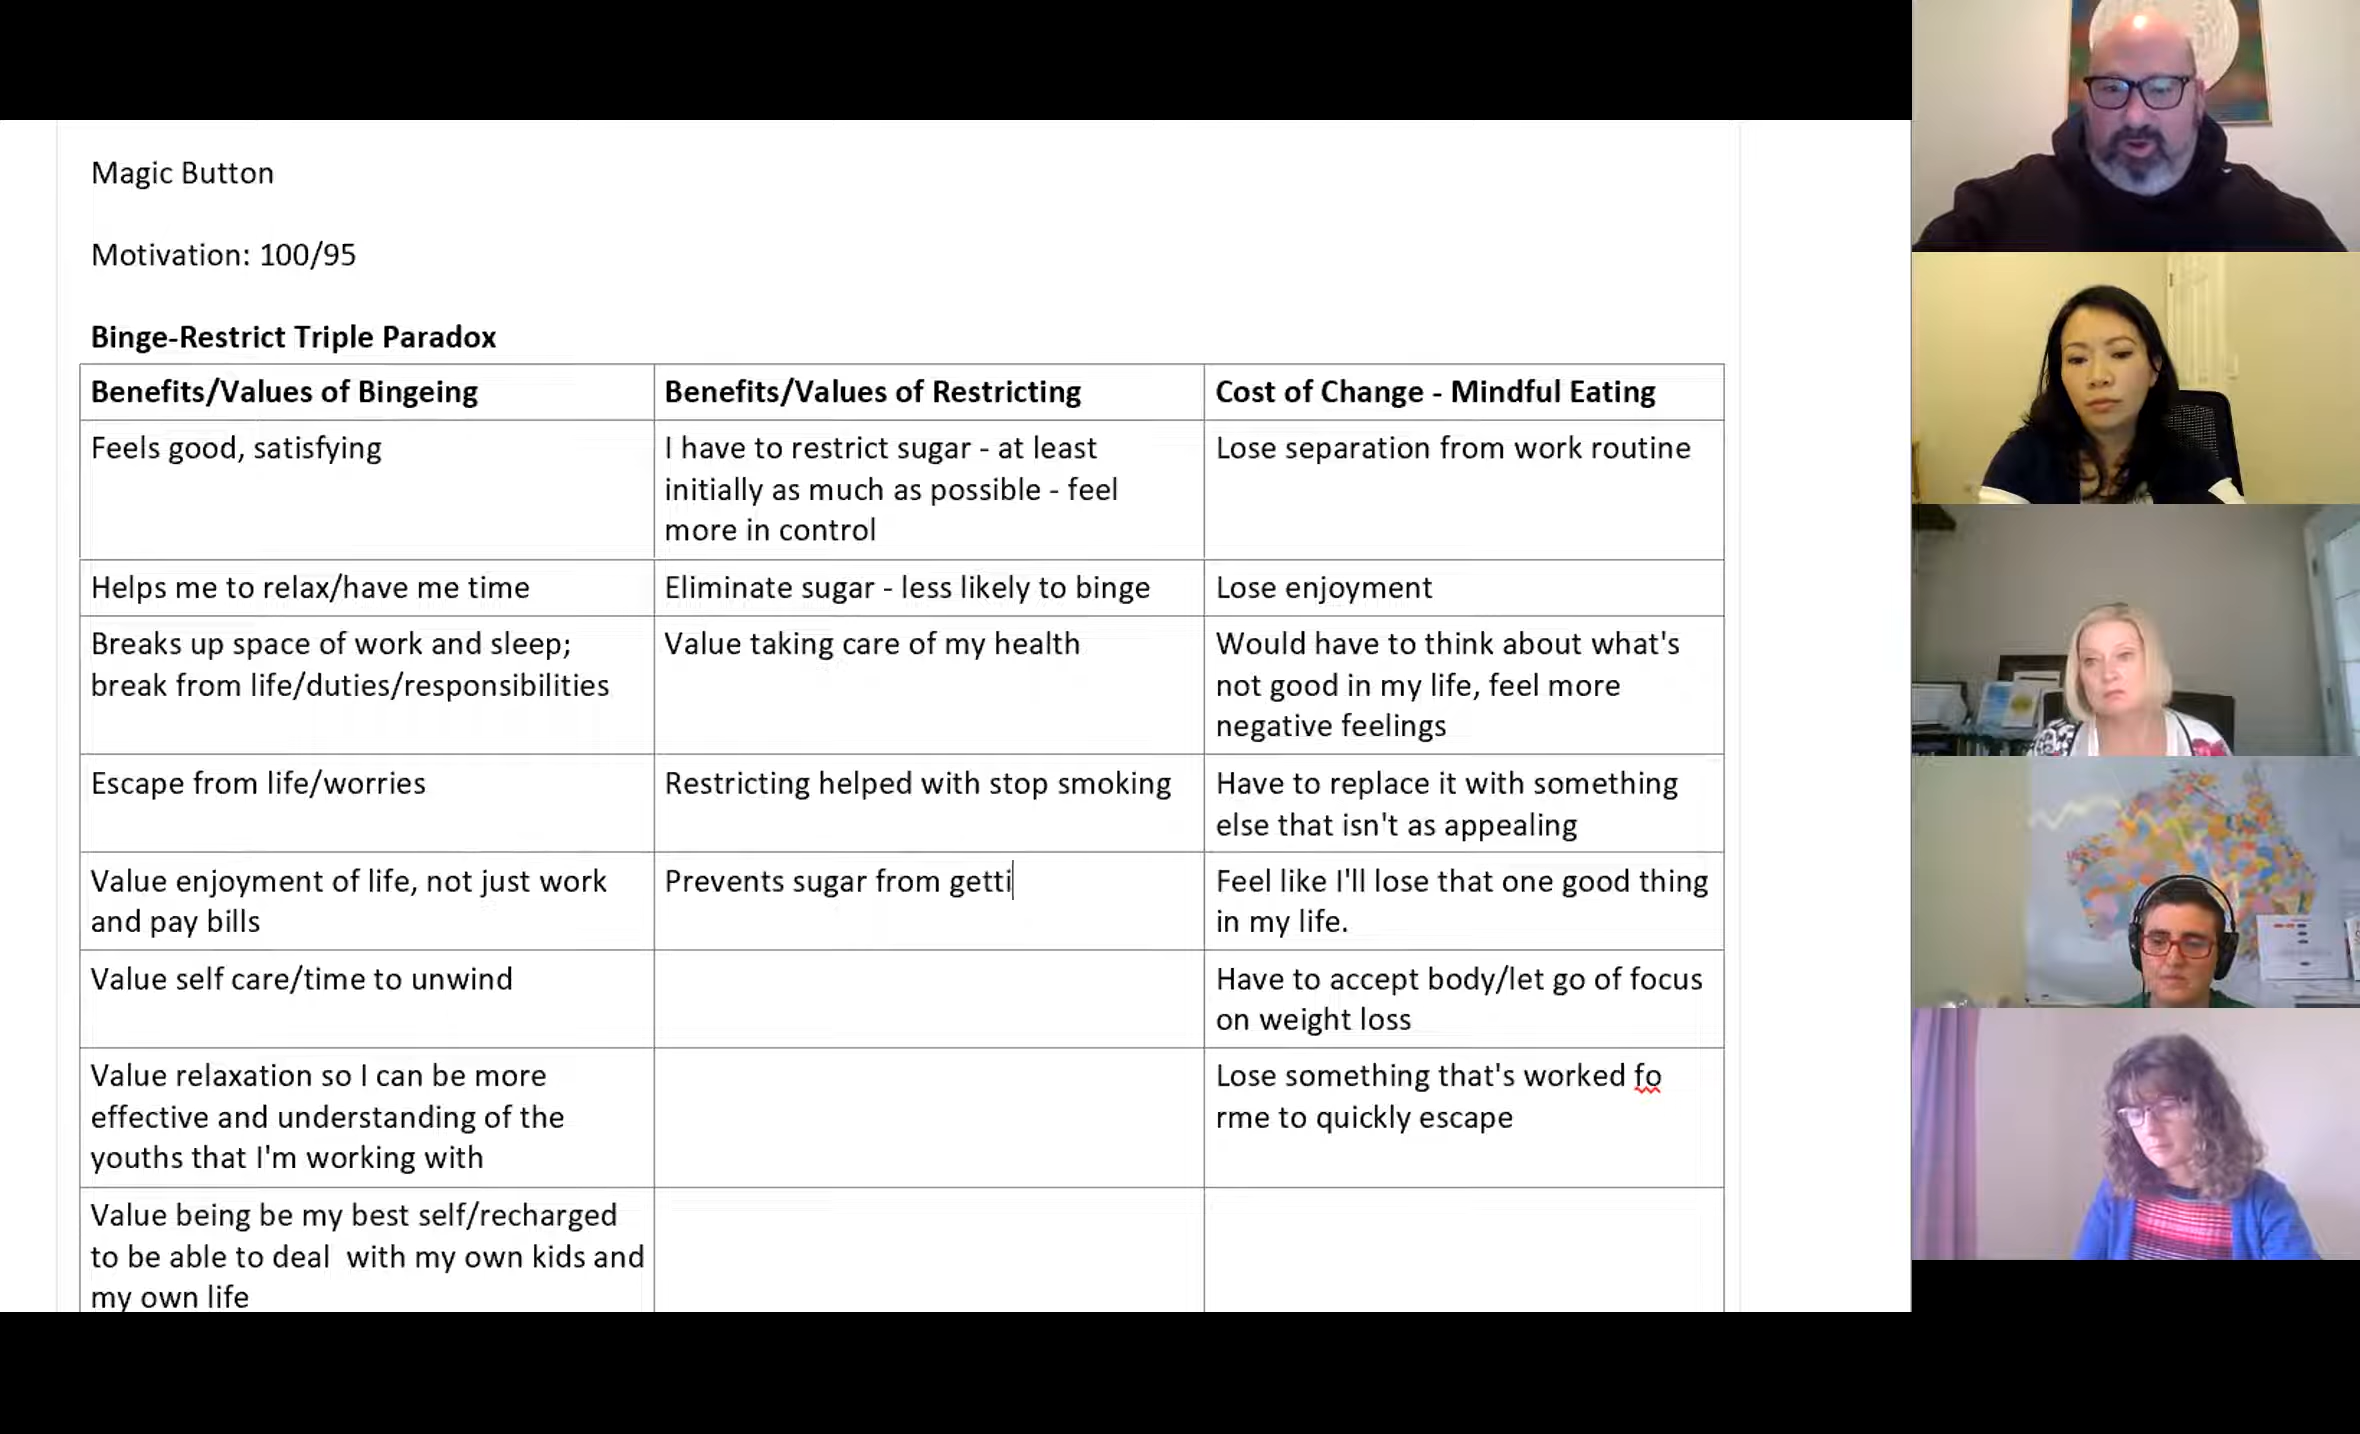 Magic Button
Motivation: 100/95
Binge-Restrict Triple Paradox
Benefits/Values of Bingeing
Benefits/Values of Restricting
Cost of Change - Mindful Eating
Feels good, satisfying
I have to restrict sugar - at least
initially as much as possible - feel
more in control
Lose separation from work routine
Helps me to relax/have me time
Eliminate sugar - less likely to binge
Lose enjoyment
Breaks up space of work and sleep;
break from life/duties/responsibilities
Value taking care of my health
Would have to think about what's
not good in my life, feel more
negative feelings
Escape from life/worries
Restricting helped with stop smoking
Have to replace it with something
else that isn't as appealing
Value enjoyment of life, not just work
and pay bills
Prevents sugar from getti
Feel like I'll lose that one good thing
in my life.
Value self care/time to unwind
Have to accept body/let go of focus
on weight loss
Value relaxation so I can be more
effective and understanding of the
youths that I'm working with
Lose something that's worked fo
rme to quickly escape
Value being be my best self/recharged
to be able to deal  with my own kids and
my own life